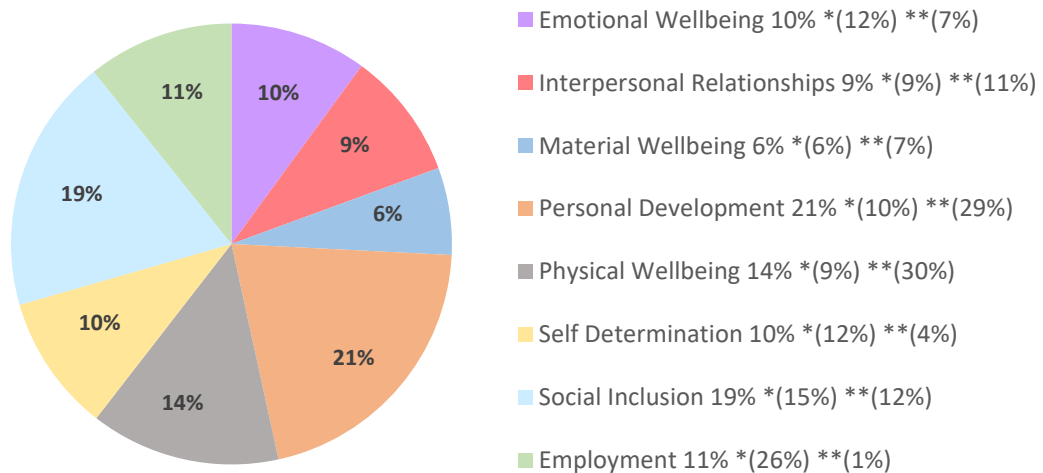 10%
9%
6%
21%
14%
10%
19%
11%
Emotional Wellbeing 10% *(12%) **(7%)
Interpersonal Relationships 9% *(9%) **(11%)
Material Wellbeing 6% *(6%) **(7%)
Personal Development 21% *(10%) **(29%)
Physical Wellbeing 14% *(9%) **(30%)
Self Determination 10% *(12%) **(4%)
Social Inclusion 19% *(15%) **(12%)
Employment 11% *(26%) **(1%)